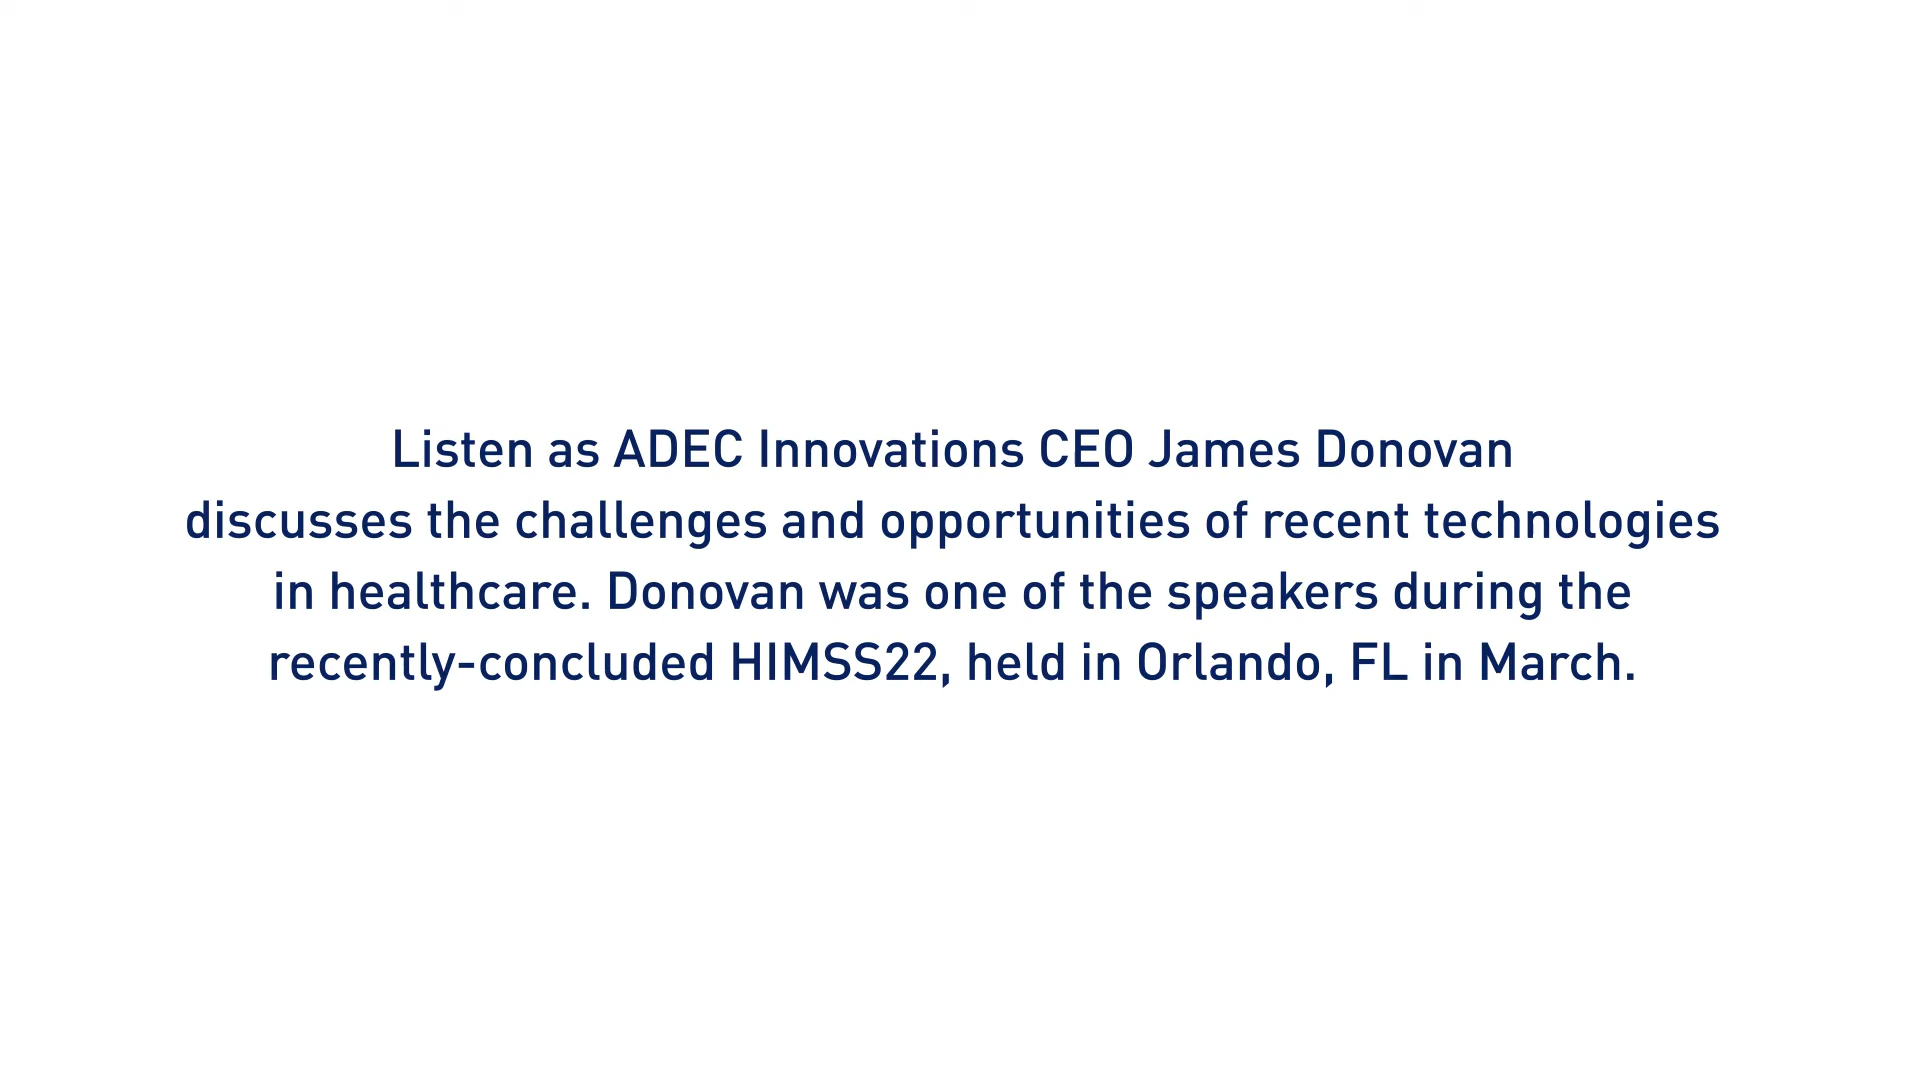 Listen as ADEC Innovations CEO James Donovan
discusses the challenges and opportunities of recent technologies
in healthcare. Donovan was one of the speakers during the
recently-concluded HIMSS22, held in Orlando, FL in March.